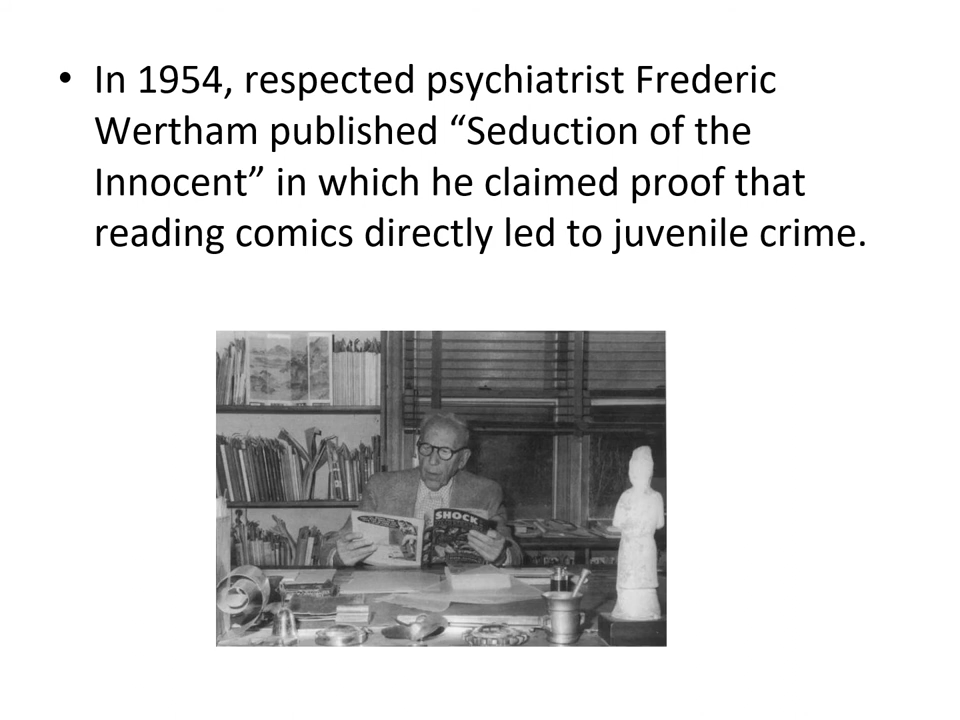 • In 1954, respected psychiatrist Frederic
Wertham published “Seduction of the
Innocent” in which he claimed proof that
reading comics directly led to juvenile crime.
SHOCK